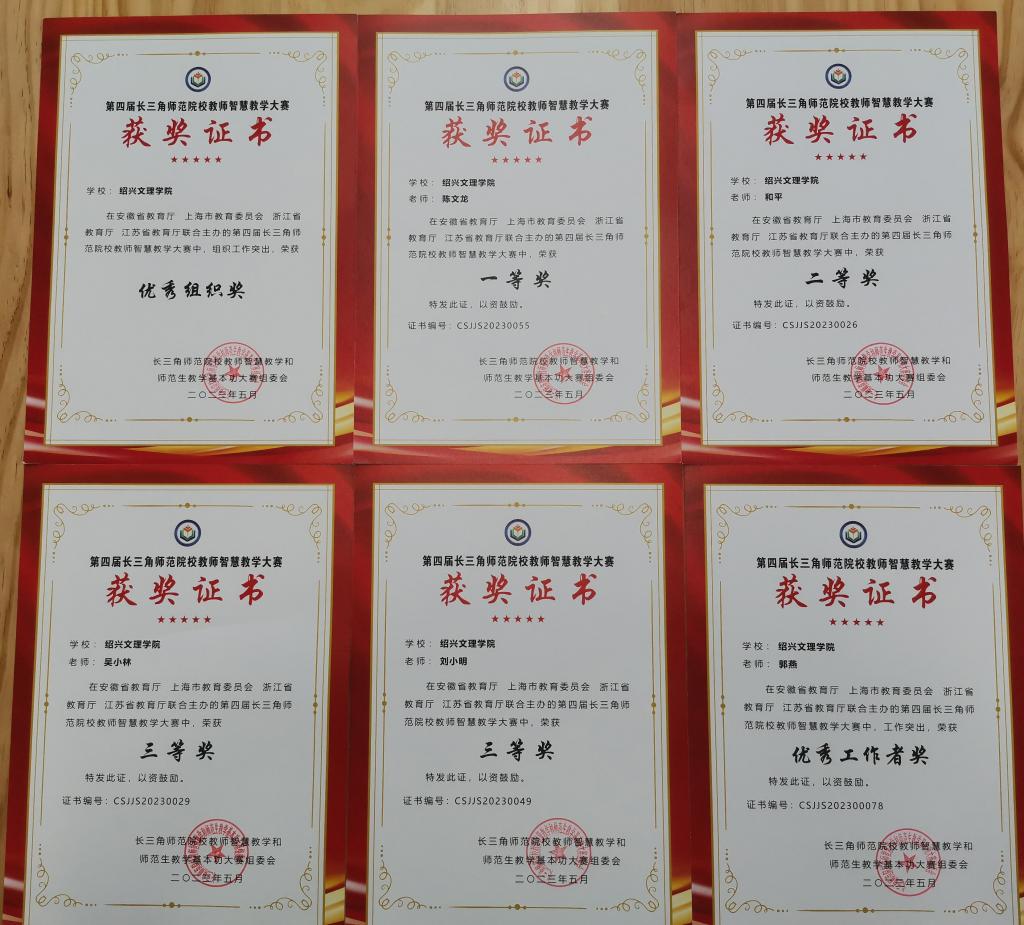 第四届长三角师范院校教师智慧教学大赛
获奖证书
学校：绍兴文理学院
在安徽省教育厅 上海市教育委员会 浙江省
教育厅 江苏省教育厅联合主办的第四届长三角师
范院校教师智慧教学大赛中，组织工作突出，荣获
优秀组织奖
长三角师范院校教师智慧教学和
师范生教学基本功大赛组委会
二〇二三年五月
第四届长三角师范院校教师智慧教学大赛
获奖证书
学校：绍兴文理学院
老师：陈文龙
在安徽省教育厅 上海市教育委员会 浙江省
教育厅 江苏省教育厅联合主办的第四届长三角师
范院校教师智慧教学大赛中，荣获
一等奖
特发此证，以资鼓励。
证书编号：CSJJS20230055
长三角师范院校教师智慧教学和
师范生教学基本功大赛组委会
二〇二三年五月
第四届长三角师范院校教师智慧教学大赛
获奖证书
学校：绍兴文理学院
老师：和平
在安徽省教育厅 上海市教育委员会 浙江省
教育厅 江苏省教育厅联合主办的第四届长三角师
范院校教师智慧教学大赛中，荣获
二等奖
特发此证，以资鼓励。
证书编号：CSJJS20230026
长三角师范院校教师智慧教学和
师范生教学基本功大赛组委会
二〇二三年五月
第四届长三角师范院校教师智慧教学大赛
获奖证书
学校：绍兴文理学院
老师：吴小林
在安徽省教育厅 上海市教育委员会 浙江省
教育厅 江苏省教育厅联合主办的第四届长三角师
范院校教师智慧教学大赛中，荣获
三等奖
特发此证，以资鼓励。
证书编号：CSJJS20230029
长三角师范院校教师智慧教学和
师范生教学基本功大赛组委会
二〇二三年五月
第四届长三角师范院校教师智慧教学大赛
获奖证书
学校：绍兴文理学院
老师：刘小明
在安徽省教育厅 上海市教育委员会 浙江省
教育厅 江苏省教育厅联合主办的第四届长三角师
范院校教师智慧教学大赛中，荣获
三等奖
特发此证，以资鼓励。
证书编号：CSJJS20230049
长三角师范院校教师智慧教学和
师范生教学基本功大赛组委会
二〇二三年五月
第四届长三角师范院校教师智慧教学大赛
获奖证书
学校：绍兴文理学院
老师：郭燕
在安徽省教育厅 上海市教育委员会 浙江省
教育厅 江苏省教育厅联合主办的第四届长三角师
范院校教师智慧教学大赛中，工作突出，荣获
优秀工作者奖
特发此证，以资鼓励。
证书编号：CSJJS202300078
长三角师范院校教师智慧教学和
师范生教学基本功大赛组委会
二〇二三年五月